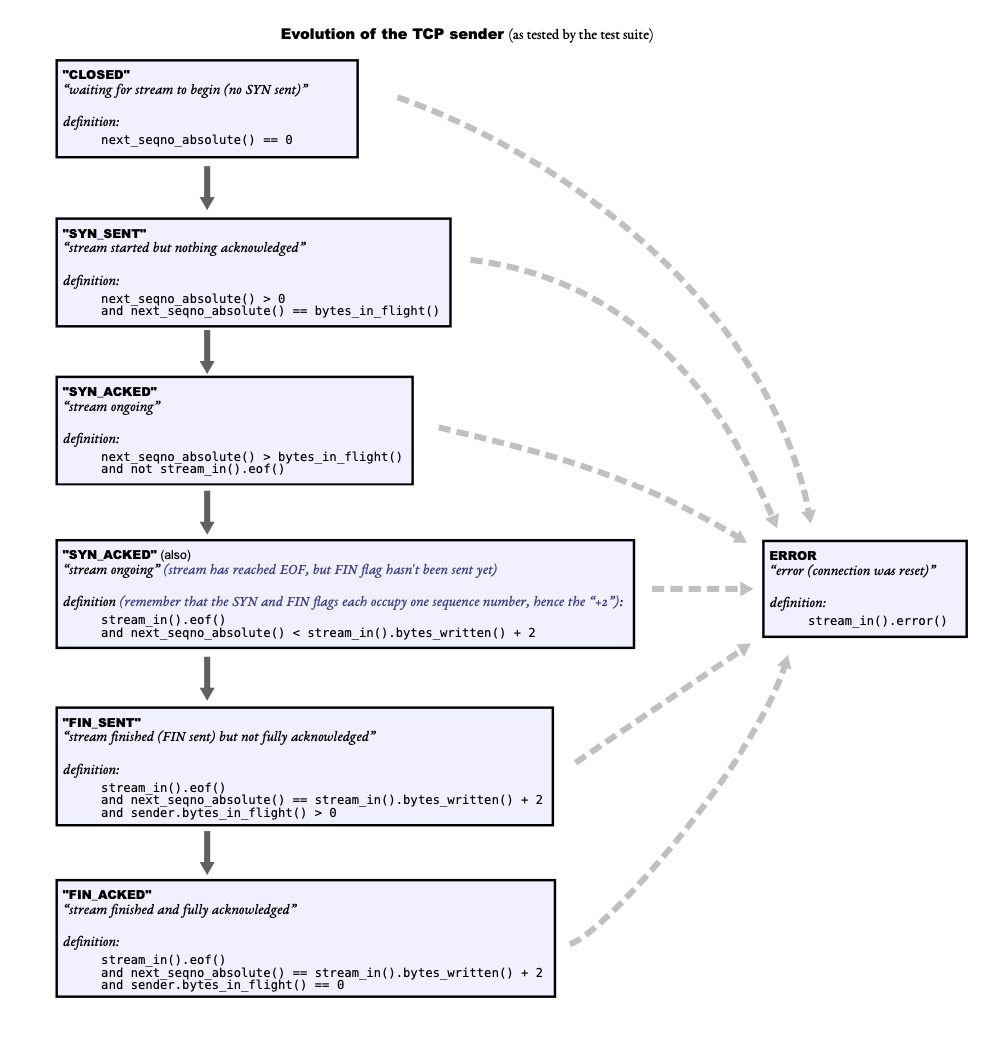 Evolution of the TCP sender (as tested by the test suite)
"CLOSED"
“waiting for stream to begin (no SYN sent)”
definition:
next_seqno_absolute() == 0
"SYN_SENT"
“stream started but nothing acknowledged”
definition:
next_seqno_absolute() > 0
and next_seqno_absolute() == bytes_in_flight()
"SYN_ACKED"
“stream ongoing”
definition:
next_seqno_absolute() > bytes_in_flight()
and not stream_in().eof()
"SYN_ACKED" (also)
“stream ongoing” (stream has reached EOF, but FIN flag hasn't been sent yet)
definition (remember that the SYN and FIN flags each occupy one sequence number, hence the “+2”):
stream_in().eof()
and next_seqno_absolute() < stream_in().bytes_written() + 2
"FIN_SENT"
“stream finished (FIN sent) but not fully acknowledged”
definition:
stream_in().eof()
and next_seqno_absolute() == stream_in().bytes_written() + 2
and sender.bytes_in_flight() > 0
"FIN_ACKED"
“stream finished and fully acknowledged”
definition:
stream_in().eof()
and next_seqno_absolute() == stream_in().bytes_written() + 2
and sender.bytes_in_flight() == 0
ERROR
“error (connection was reset)”
definition:
stream_in().error()